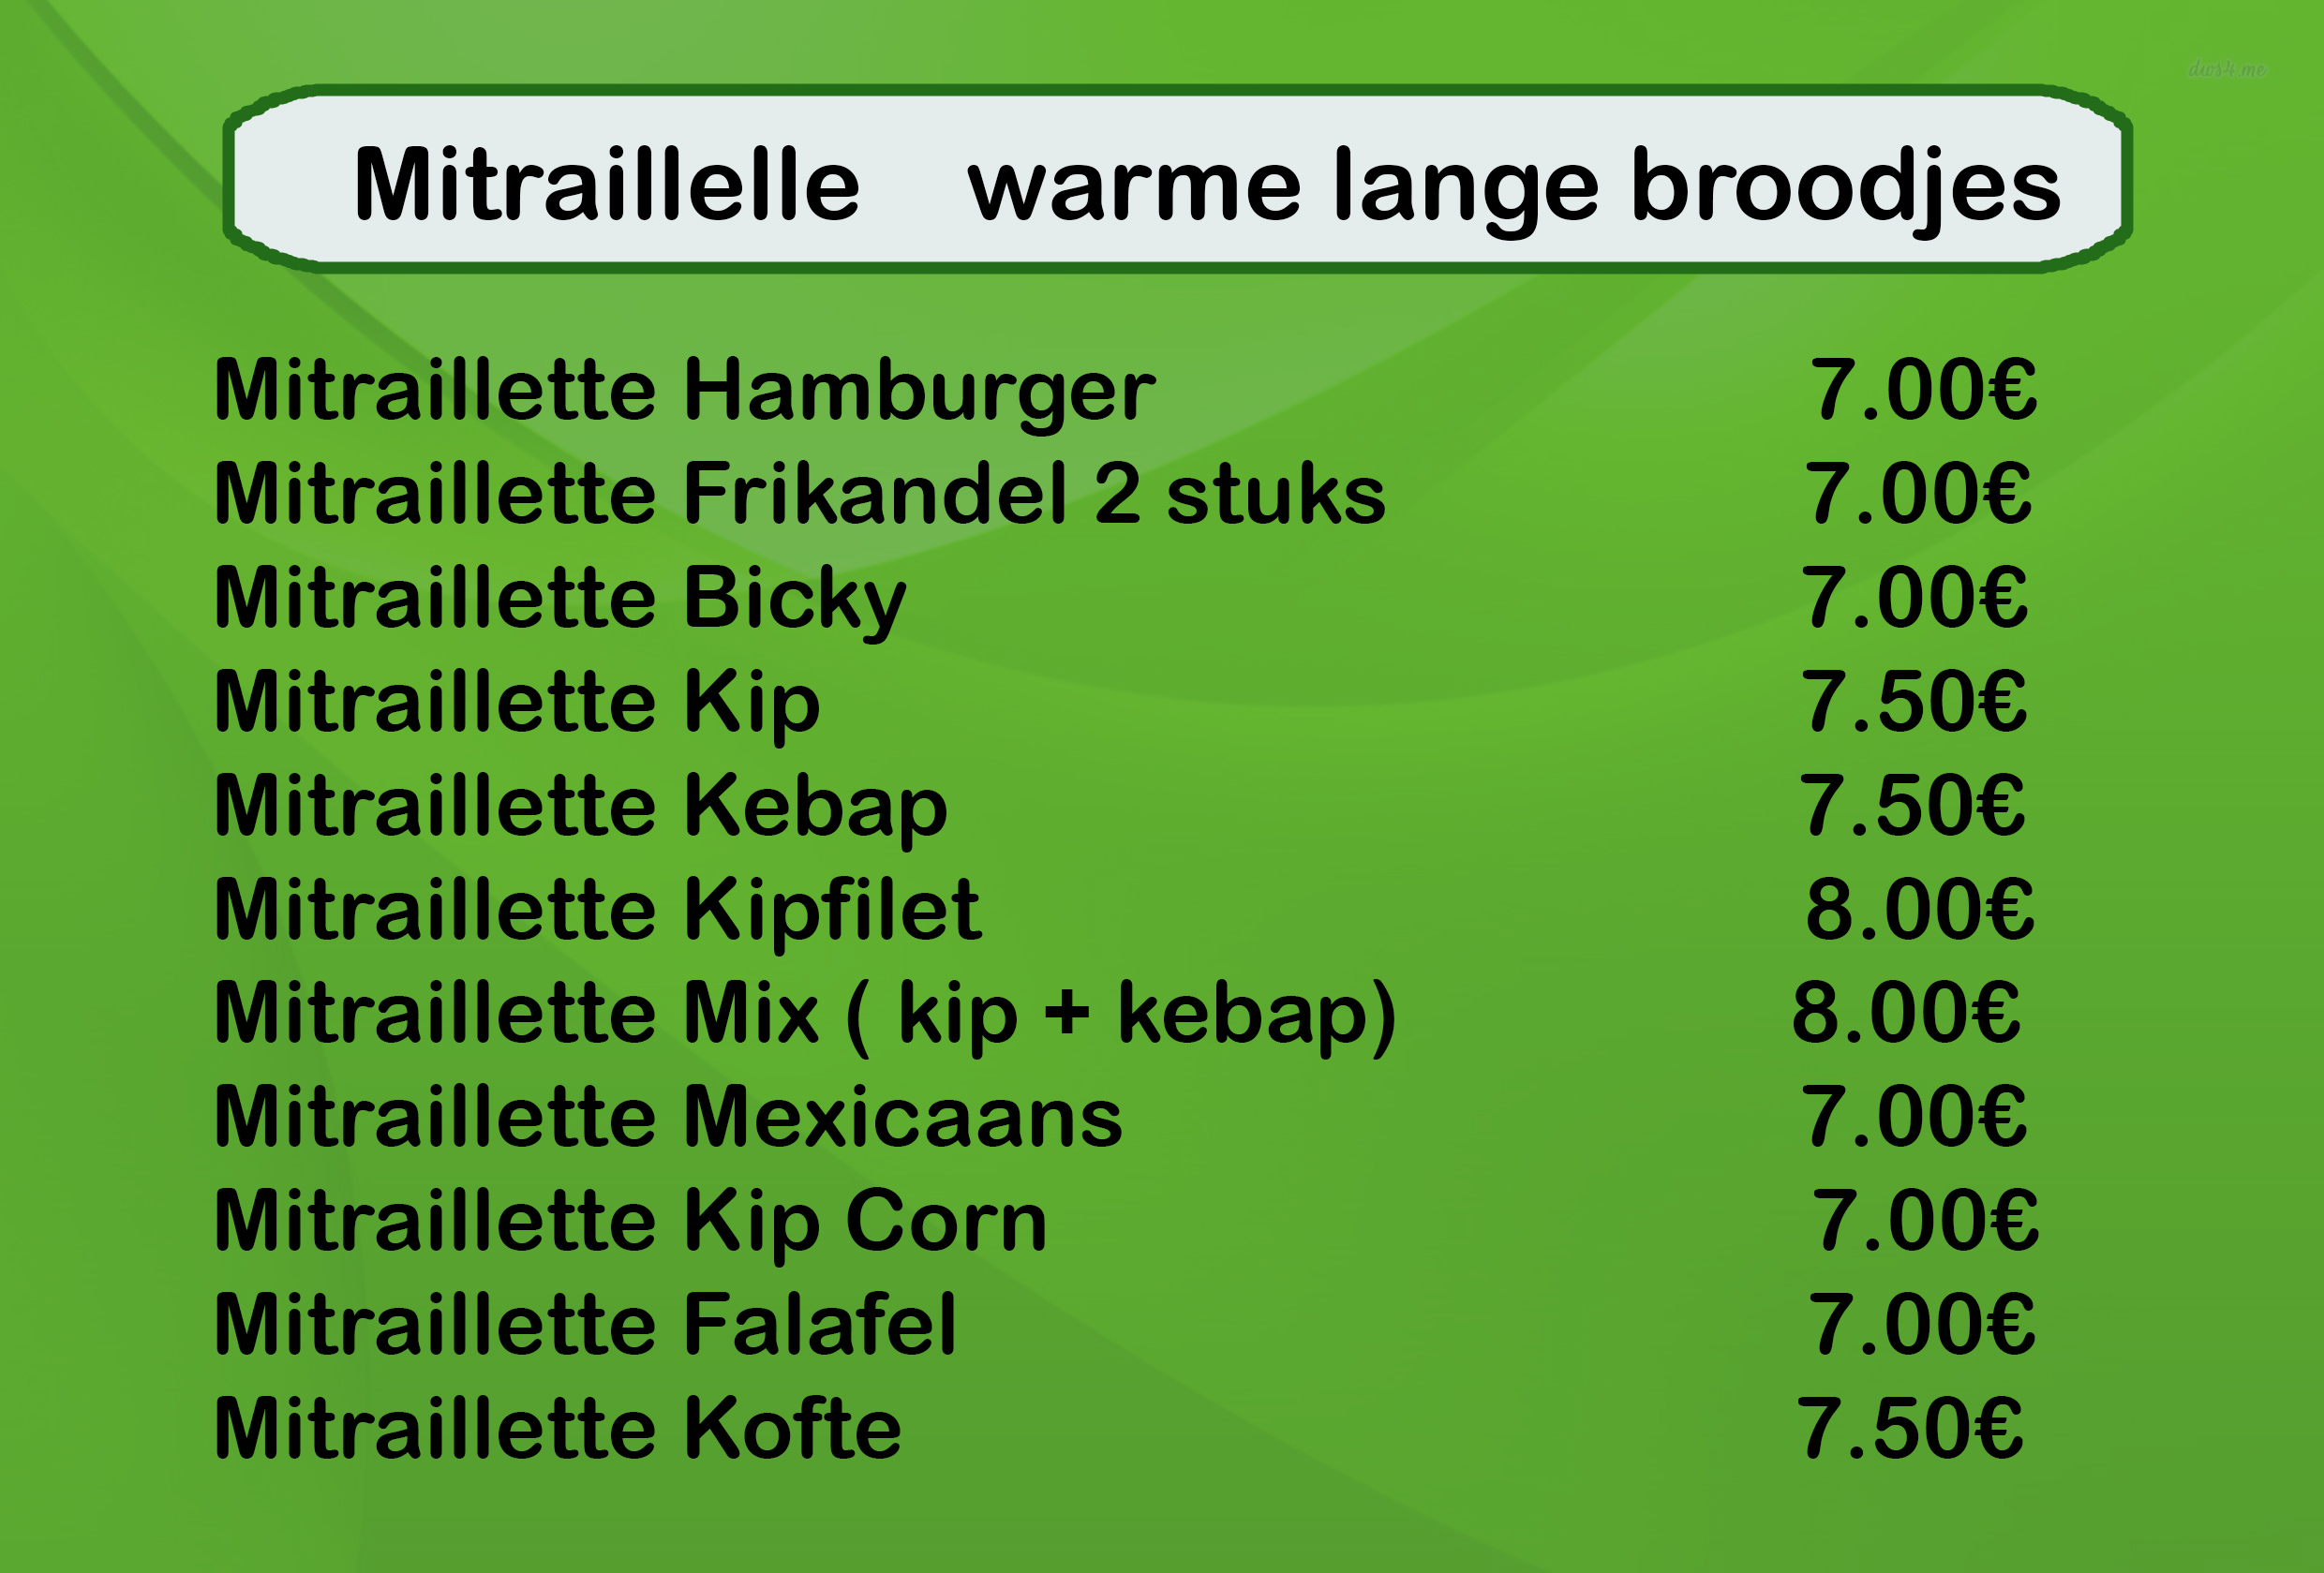 dws4.me
Mitraillelle warme lange broodjes
Mitraillette Hamburger 7.00€
Mitraillette Frikandel 2 stuks 7.00€
Mitraillette Bicky 7.00€
Mitraillette Kip 7.50€
Mitraillette Kebap 7.50€
Mitraillette Kipfilet 8.00€
Mitraillette Mix ( kip + kebap) 8.00€
Mitraillette Mexicaans 7.00€
Mitraillette Kip Corn 7.00€
Mitraillette Falafel 7.00€
Mitraillette Kofte 7.50€